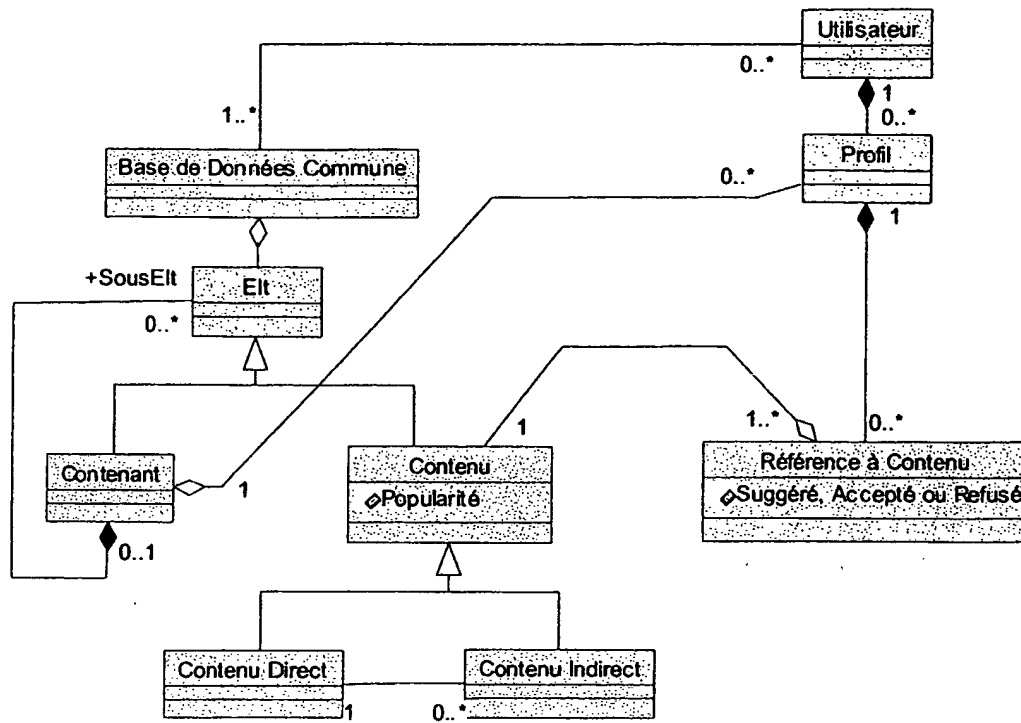 Utilisateur
0..*
1
1..*
0..*
Base de Données Commune
Profil
0..*
1
+SousElt
Elt
0..*
1
1..*
0..*
Contenant
1
Contenu
Référence à Contenu
Popularité
Suggéré, Accepté ou Refusé
0..1
Contenu Direct
Contenu Indirect
1
0..*